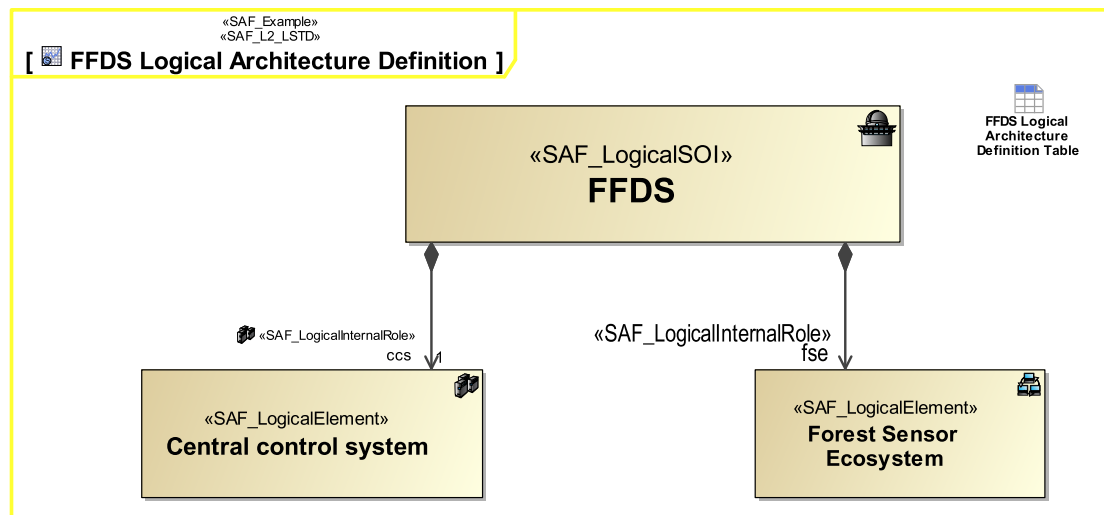 «SAF_Example»
«SAF_L2_LSTD»
[ FFDS Logical Architecture Definition ]
FFDS Logical
Architecture
Definition Table
«SAF_LogicalSOI»
FFDS
«SAF_LogicalInternalRole»
ccs 1
«SAF_LogicalInternalRole»
fse
«SAF_LogicalElement»
Central control system
«SAF_LogicalElement»
Forest Sensor
Ecosystem